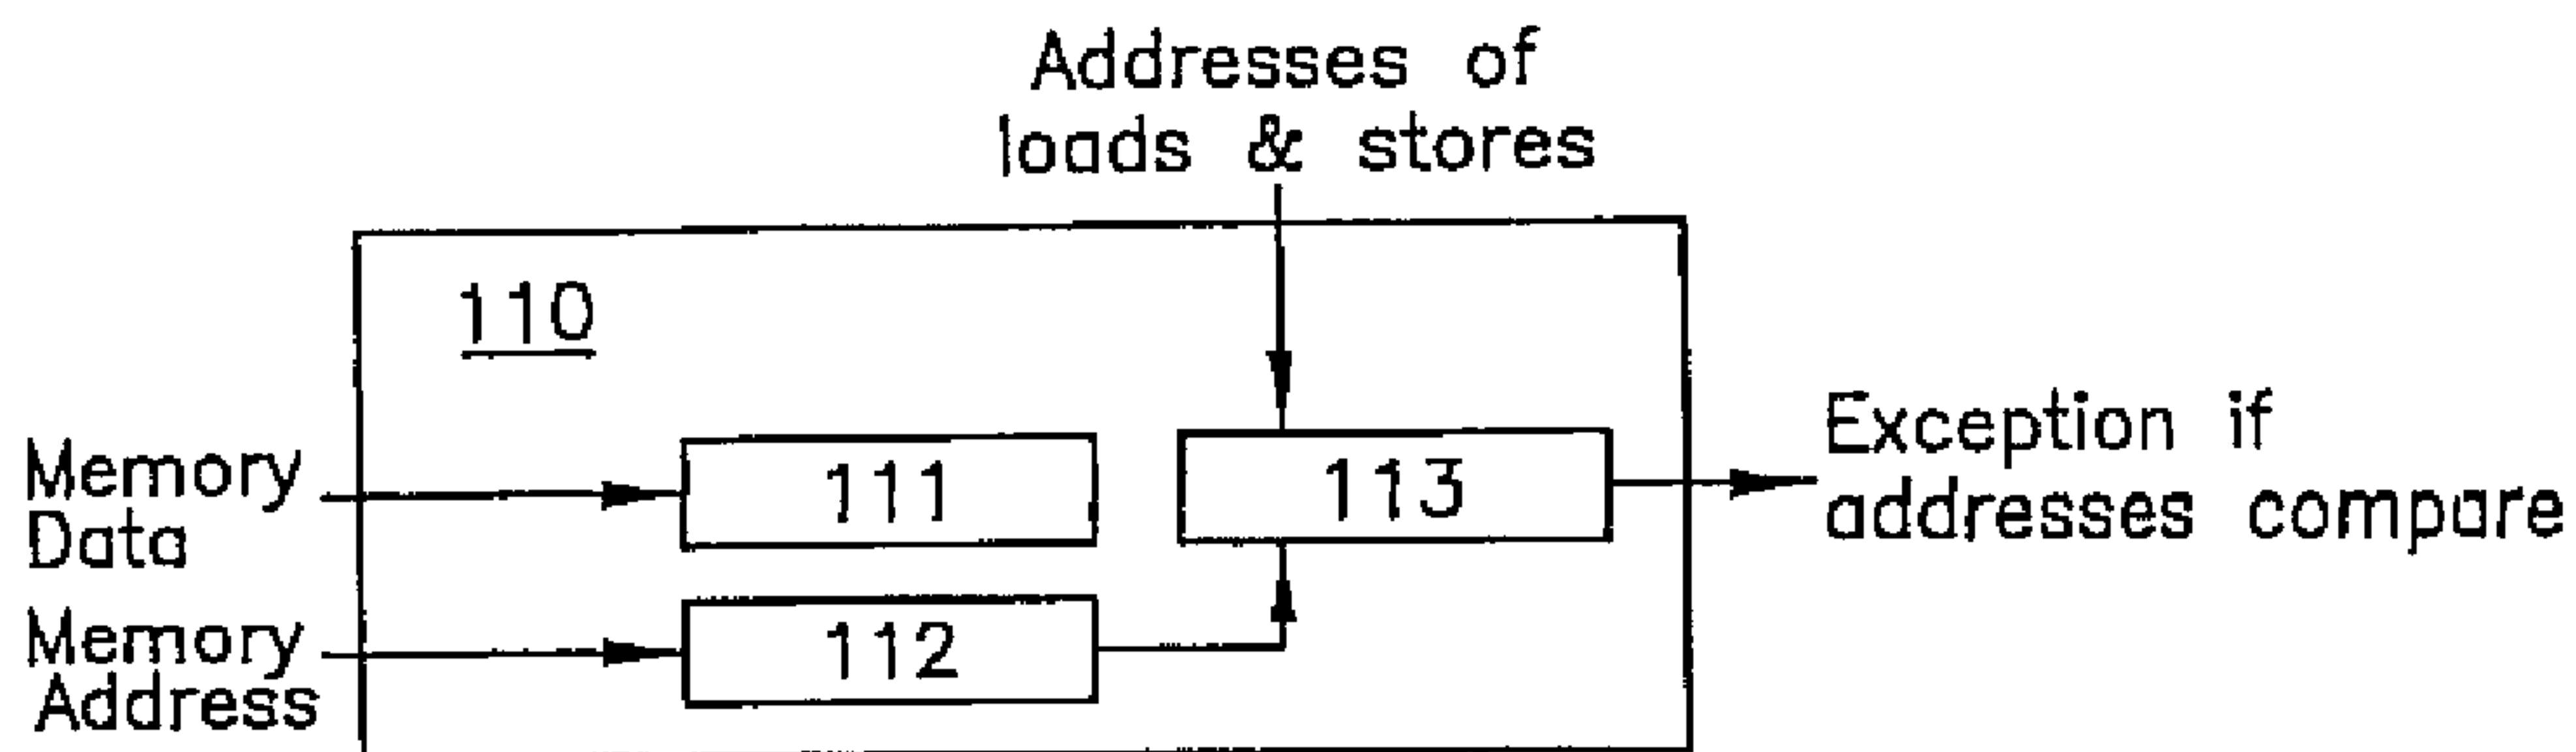 Addresses of
loads & stores
110
Memory
Data
111
113
Exception if
addresses compare
Memory
Address
112